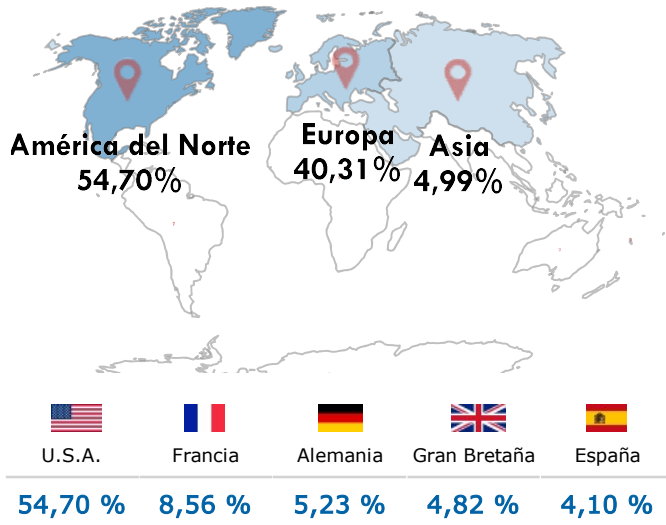 América del Norte
54,70%
Europa
40,31%
Asia
4,99%
U.S.A. Francia Alemania Gran Bretaña España
54,70 % 8,56 % 5,23 % 4,82 % 4,10 %